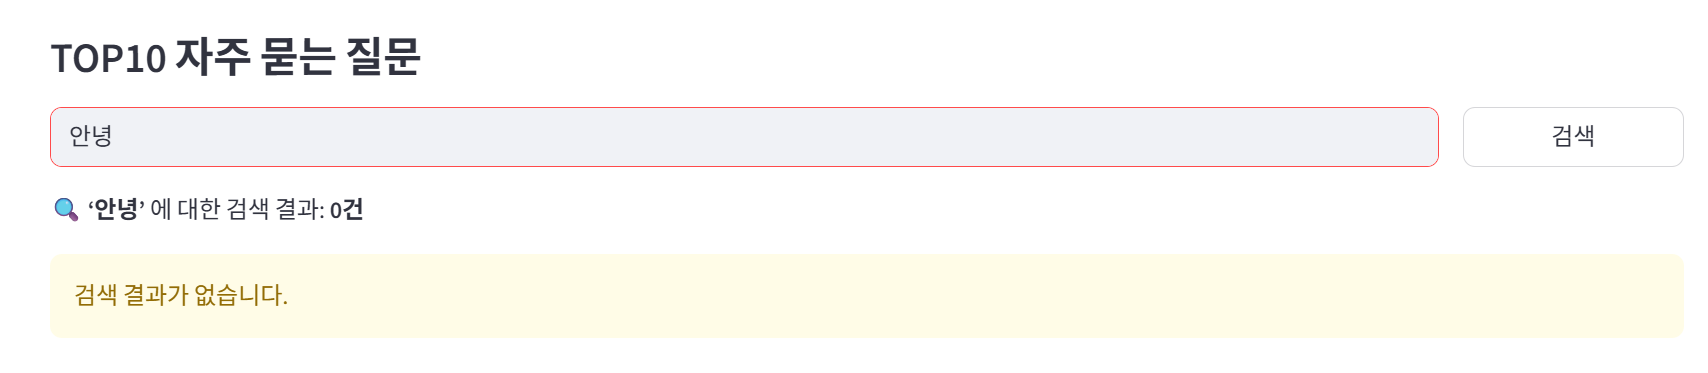 TOP10 자주 묻는 질문
안녕
검색
‘안녕’ 에 대한 검색 결과: 0건
검색 결과가 없습니다.